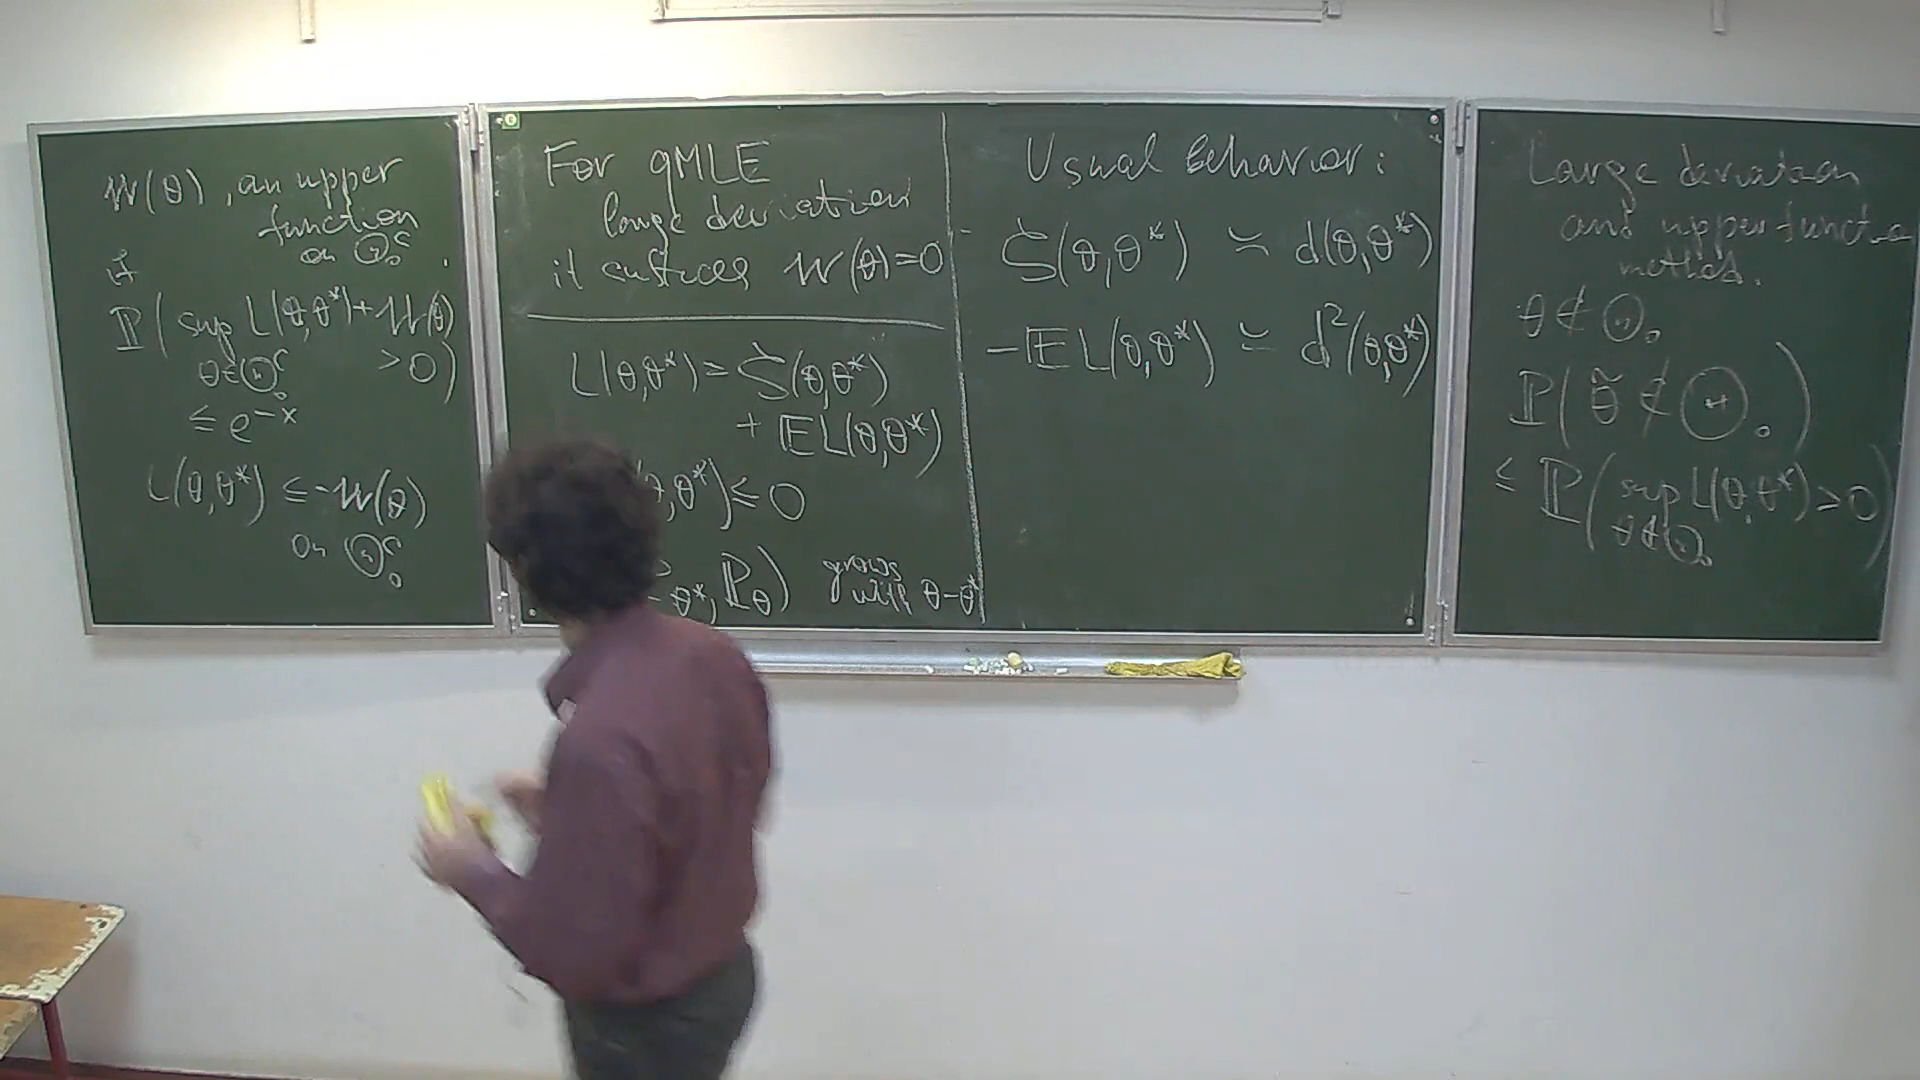 W(θ), an upper
function
on Θ₀ᶜ
if
ℙ( sup L(θ,θ*)+W(θ)
θ∈Θ₀ᶜ > 0)
≤ e^{-x}
L(θ,θ*) ≤ -W(θ)
on Θ₀ᶜ
For qMLE
large deviation
it suffices W(θ)=0
L(θ,θ*) = ζ(θ,θ*)
+ 𝔼L(θ,θ*)
θ,θ*) ≤ 0
θ*, ℙ_θ) grows
with θ-θ*
Usual behavior:
ζ(θ,θ*) ≍ d(θ,θ*)
-𝔼L(θ,θ*) ≍ d²(θ,θ*)
Large deviation
and upper function
method.
θ∉Θ₀
ℙ( θ̃ ∉ Θ₀ )
≤ ℙ( sup L(θ,θ*) > 0 )
θ∉Θ₀